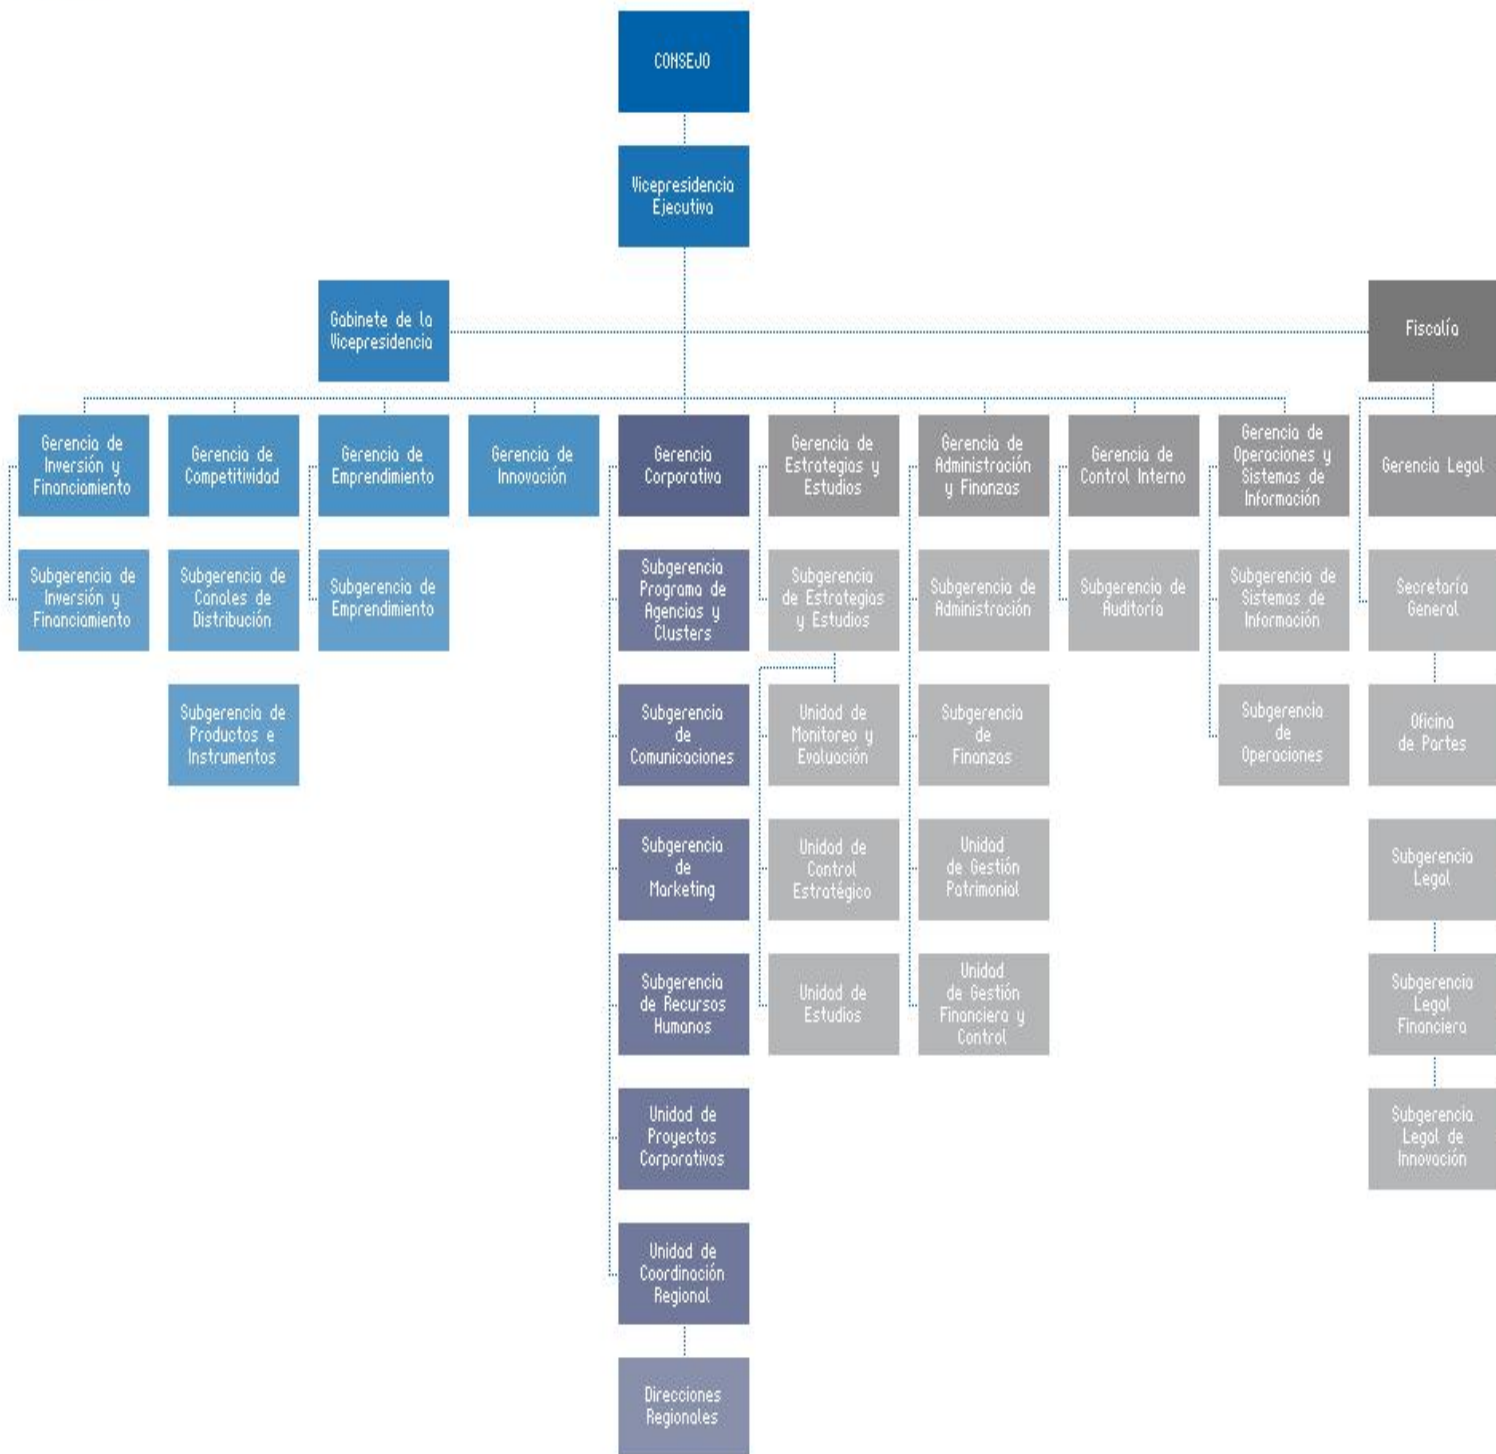 CONSEJO
Vicepresidencia
Ejecutiva
Gabinete de la
Vicepresidencia
Fiscalía
Gerencia de
Inversión y
Financiamiento
Gerencia de
Competitividad
Gerencia de
Emprendimiento
Gerencia de
Innovación
Gerencia
Corporativa
Gerencia de
Estrategias y
Estudios
Gerencia de
Administración
y Finanzas
Gerencia de
Control Interno
Gerencia de
Operaciones y
Sistemas de
Información
Gerencia Legal
Subgerencia de
Inversión y
Financiamiento
Subgerencia de
Canales de
Distribución
Subgerencia de
Emprendimiento
Subgerencia
Programa de
Agencias y
Clusters
Subgerencia
de Estrategias
y Estudios
Subgerencia de
Administración
Subgerencia de
Auditoría
Subgerencia de
Sistemas de
Información
Secretaría
General
Subgerencia de
Productos e
Instrumentos
Subgerencia
de
Comunicaciones
Unidad de
Monitoreo y
Evaluación
Subgerencia
de
Finanzas
Subgerencia
de
Operaciones
Oficina
de Partes
Subgerencia
de
Marketing
Unidad de
Control
Estratégico
Unidad
de Gestión
Patrimonial
Subgerencia
Legal
Subgerencia
de Recursos
Humanos
Unidad de
Estudios
Unidad
de Gestión
Financiera y
Control
Subgerencia
Legal
Financiera
Unidad de
Proyectos
Corporativos
Subgerencia
Legal de
Innovación
Unidad de
Coordinación
Regional
Direcciones
Regionales